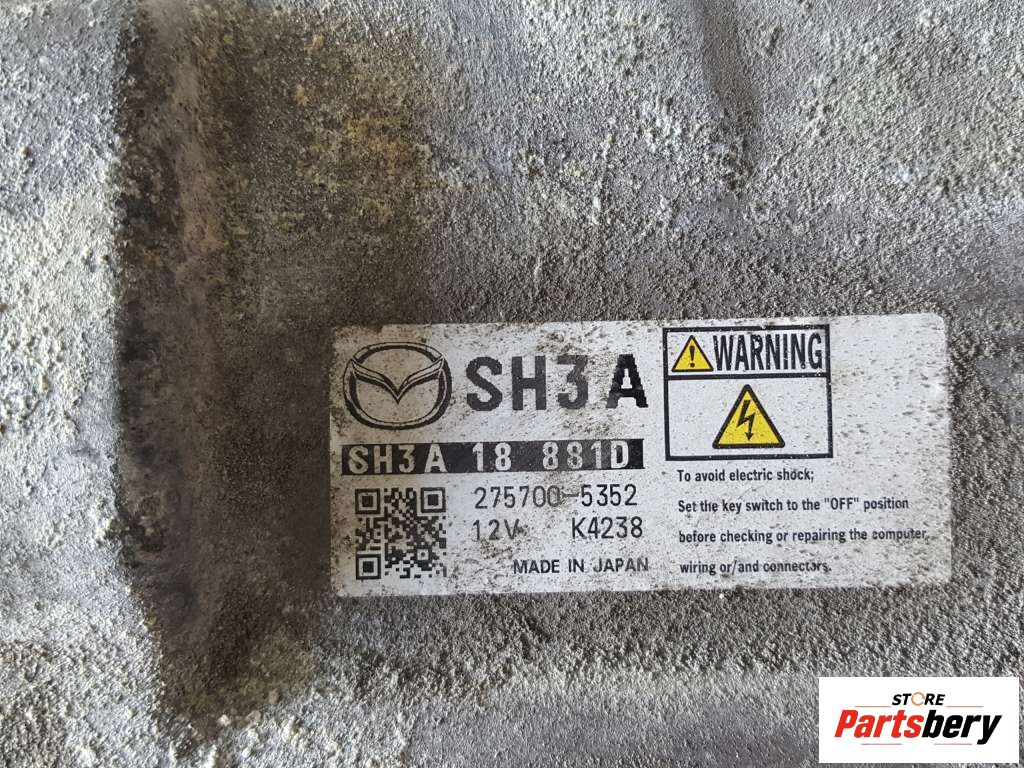 SH3A
SH3A 18 881D
275700-5352
12V K4238
MADE IN JAPAN
WARNING
To avoid electric shock;
Set the key switch to the "OFF" position
before checking or repairing the computer,
wiring or/and connectors.
STORE
Partsbery